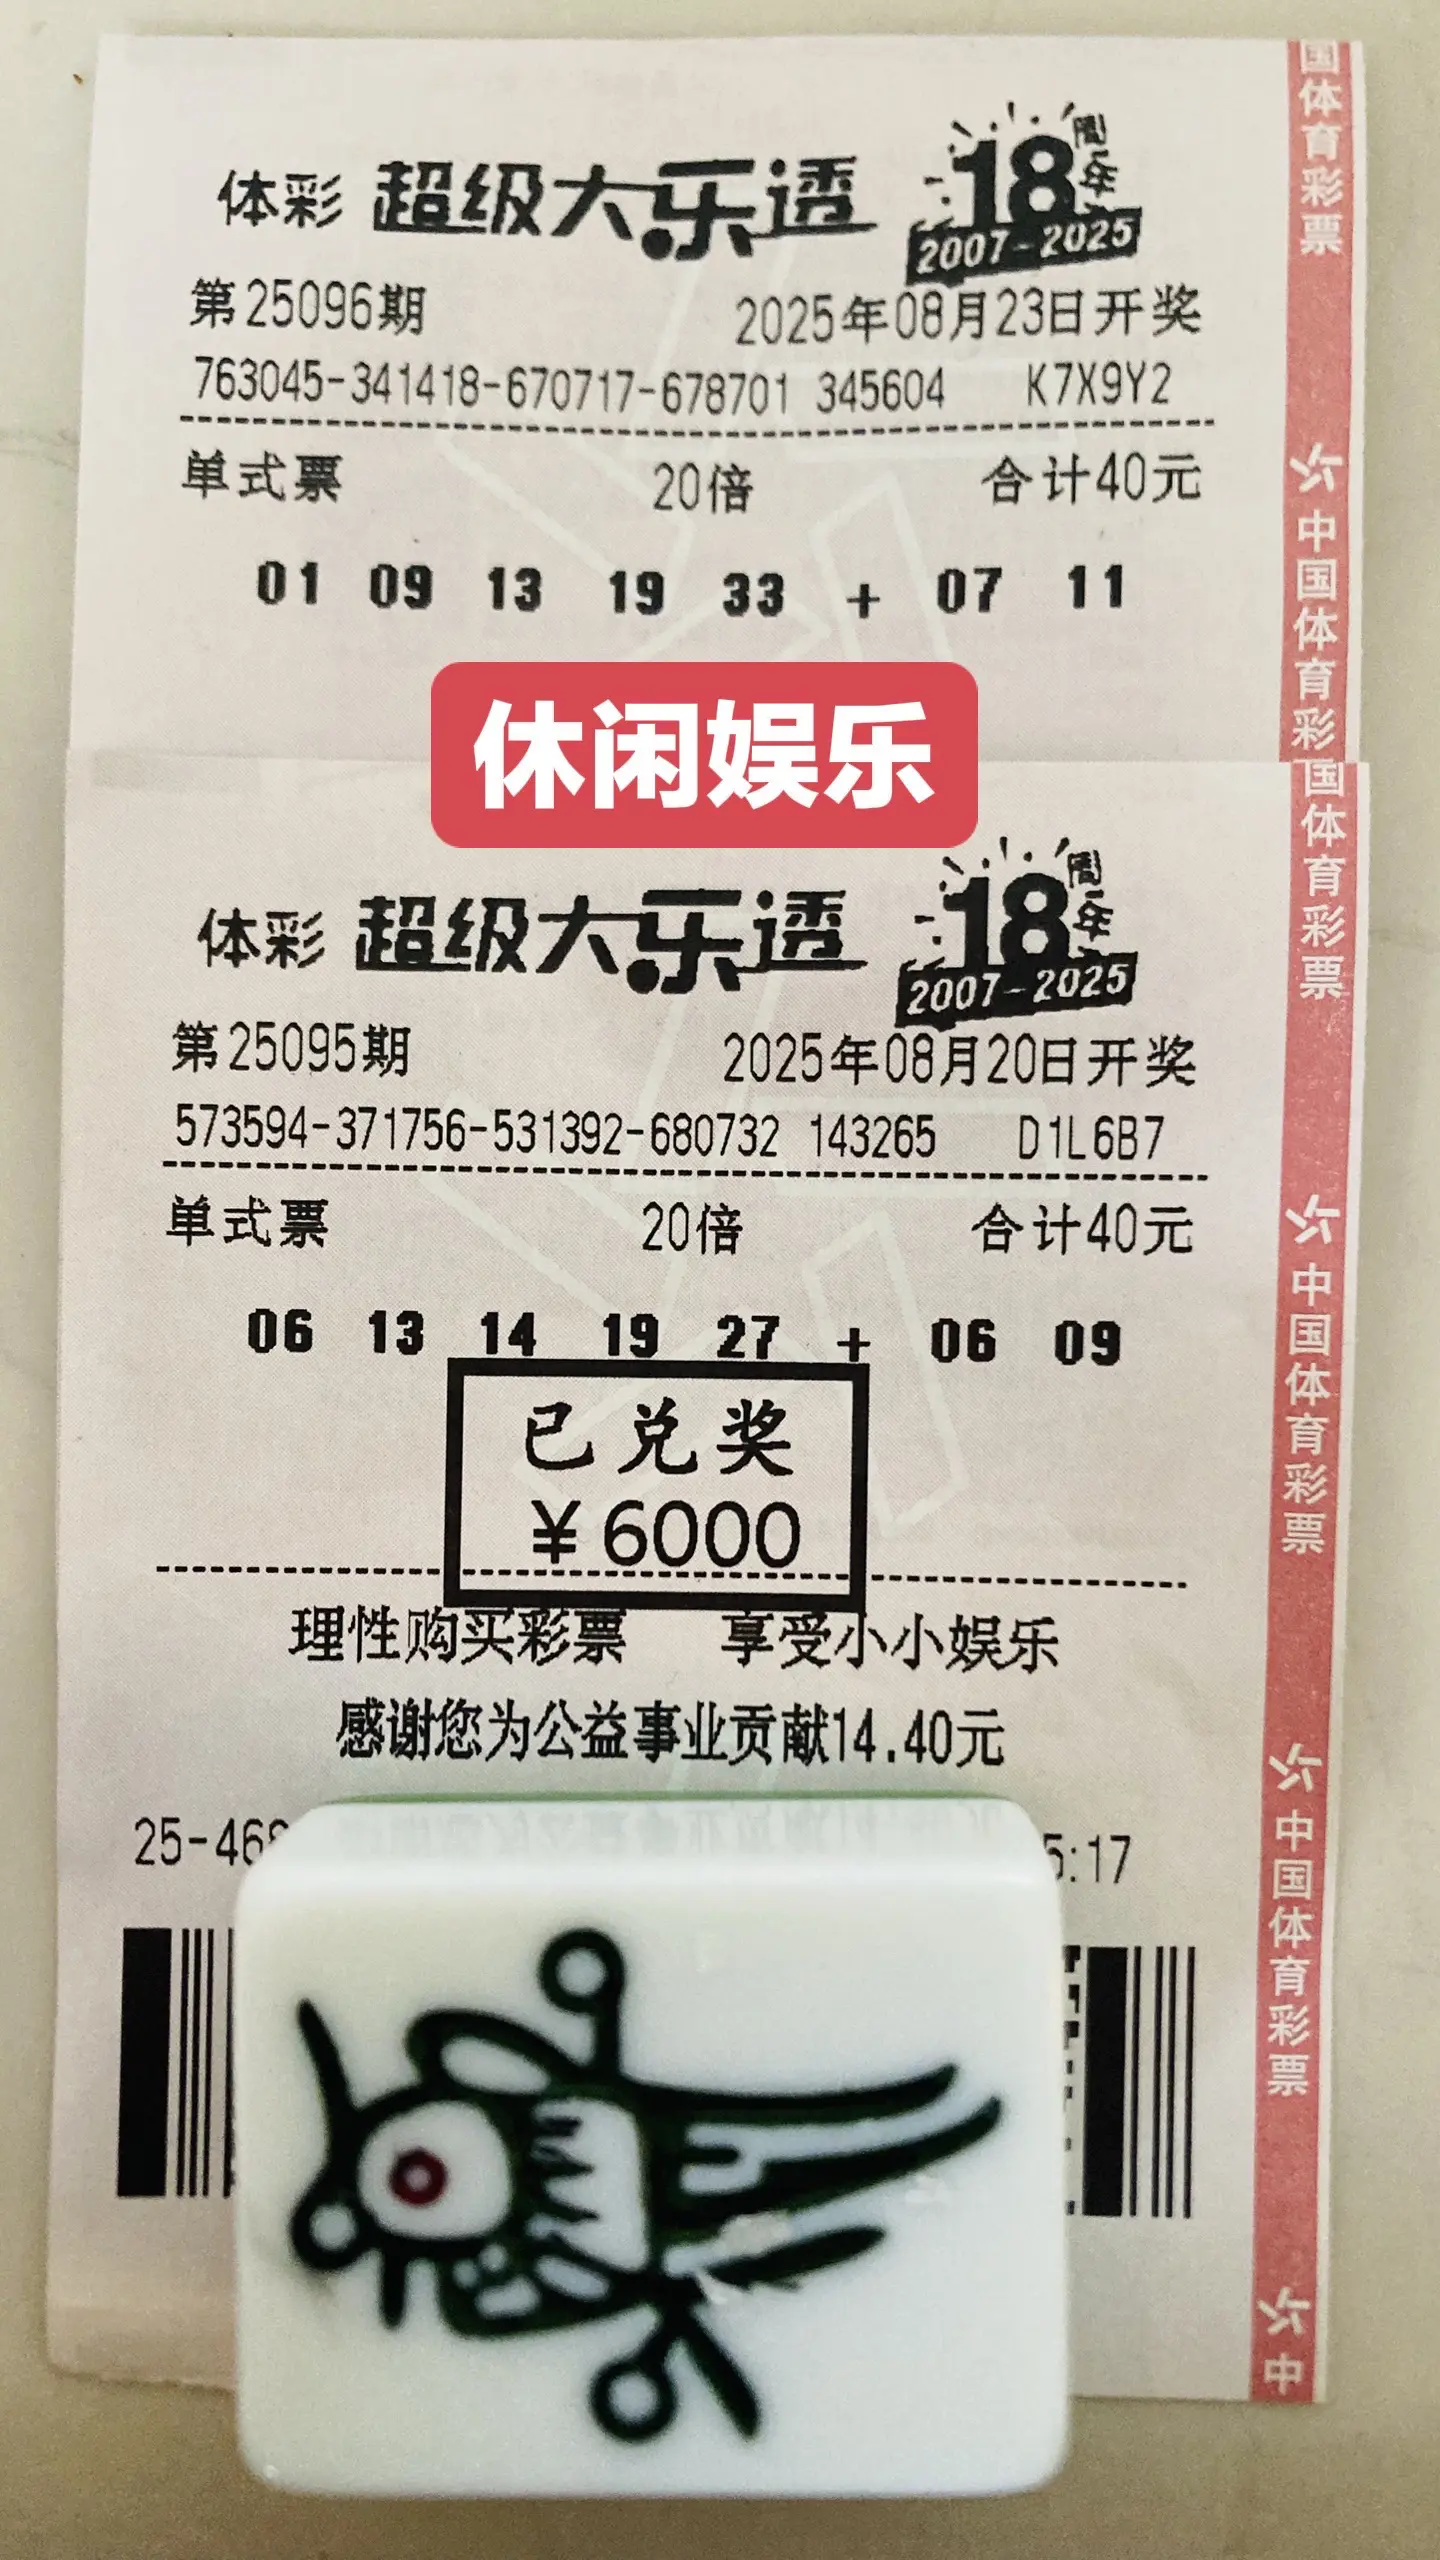 体彩 超级大乐透 18周年
2007-2025
第25096期 2025年08月23日开奖
763045-341418-670717-678701 345604 K7X9Y2
单式票 20倍 合计40元
01 09 13 19 33 + 07 11
休闲娱乐
体彩 超级大乐透 18周年
2007-2025
第25095期 2025年08月20日开奖
573594-371756-531392-680732 143265 D1L6B7
单式票 20倍 合计40元
06 13 14 19 27 + 06 09
已兑奖
¥6000
理性购买彩票 享受小小娱乐
感谢您为公益事业贡献14.40元
25-46 5:17
国体育彩票
中国体育彩
国体育彩票
中国体育彩票
中国体育彩票
中